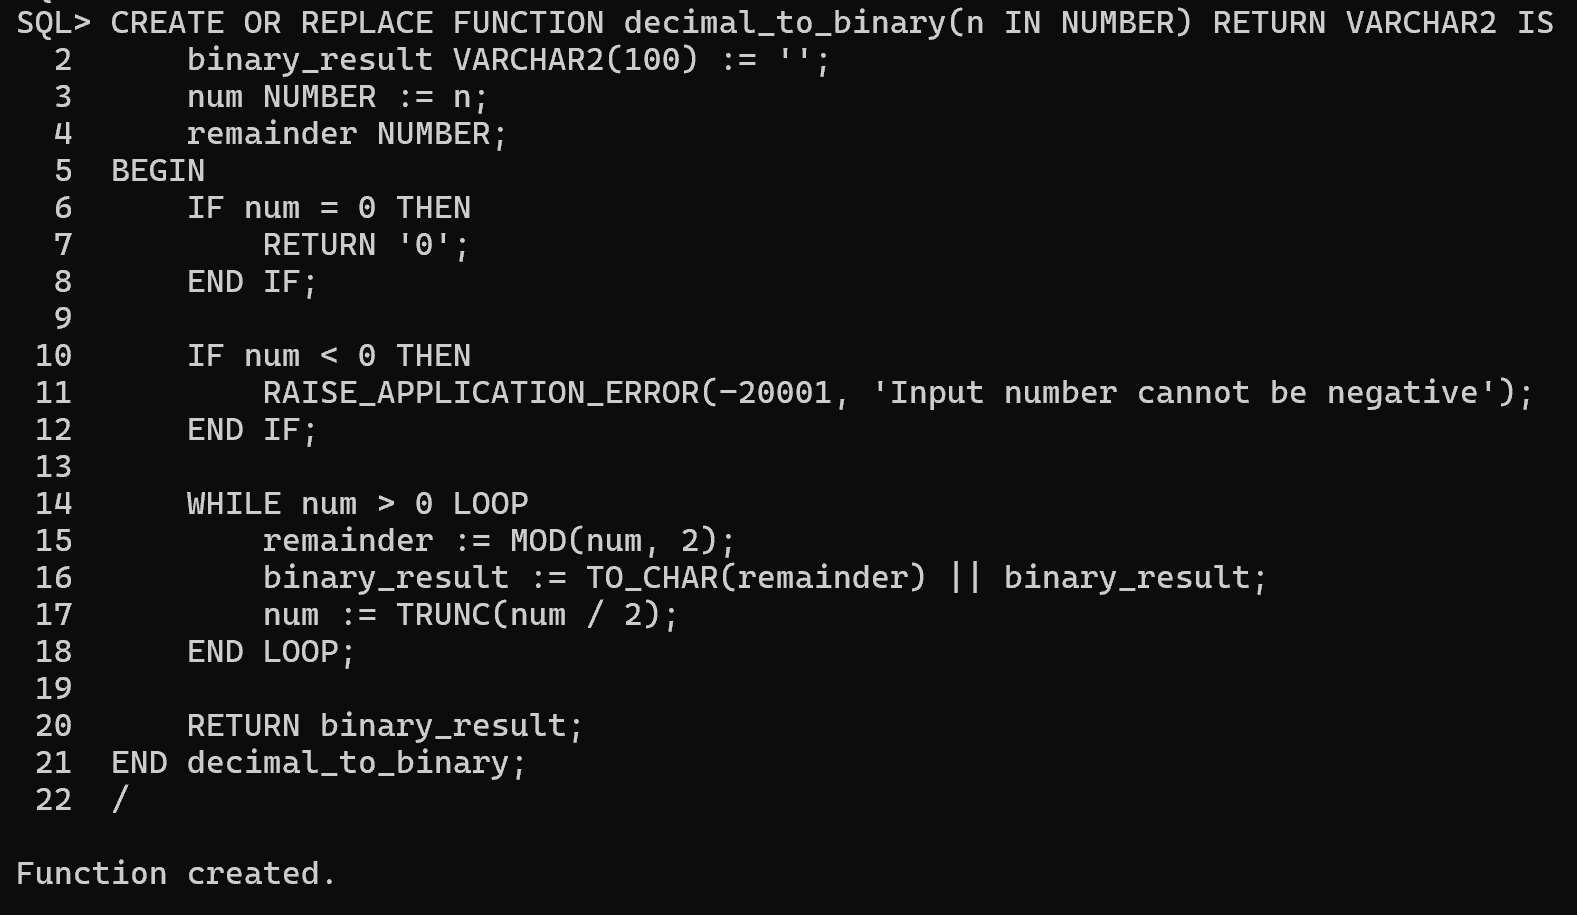 SQL> CREATE OR REPLACE FUNCTION decimal_to_binary(n IN NUMBER) RETURN VARCHAR2 IS
  2      binary_result VARCHAR2(100) := '';
  3      num NUMBER := n;
  4      remainder NUMBER;
  5  BEGIN
  6      IF num = 0 THEN
  7          RETURN '0';
  8      END IF;
  9
 10      IF num < 0 THEN
 11          RAISE_APPLICATION_ERROR(-20001, 'Input number cannot be negative');
 12      END IF;
 13
 14      WHILE num > 0 LOOP
 15          remainder := MOD(num, 2);
 16          binary_result := TO_CHAR(remainder) || binary_result;
 17          num := TRUNC(num / 2);
 18      END LOOP;
 19
 20      RETURN binary_result;
 21  END decimal_to_binary;
 22  /

Function created.